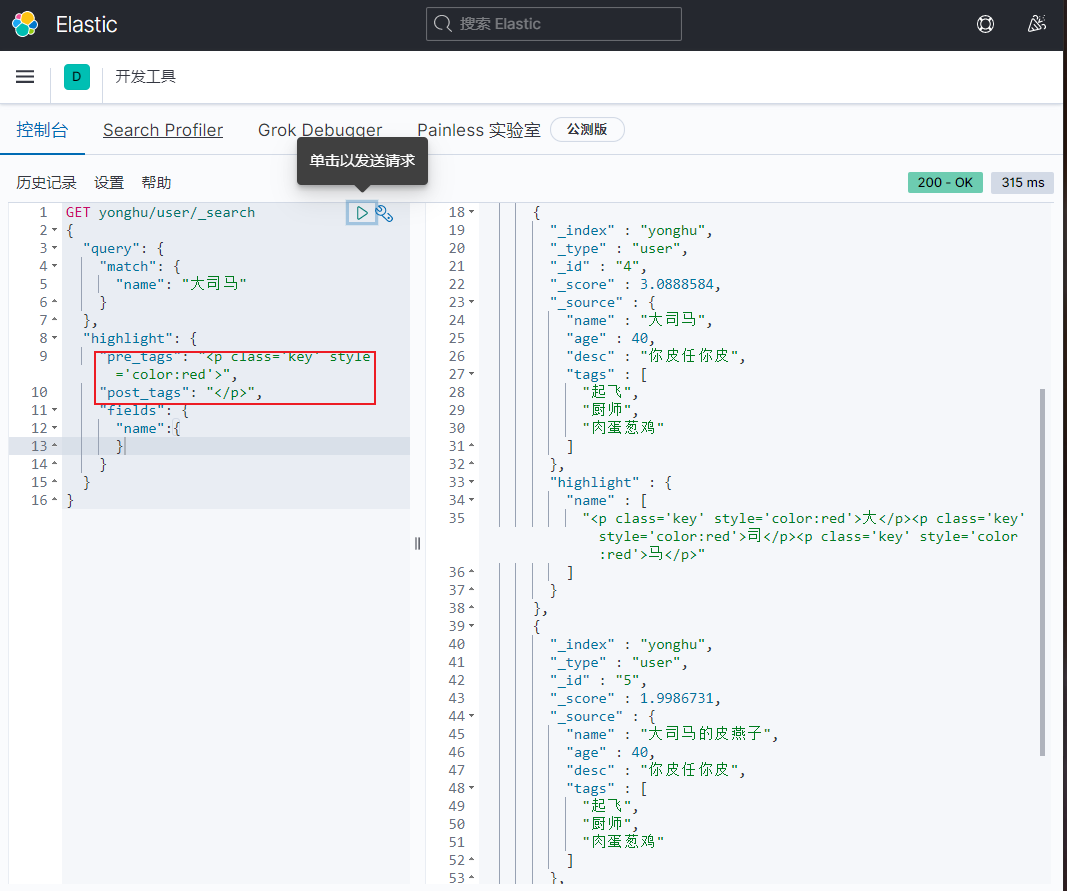 Elastic
搜索 Elastic
D
开发工具
控制台
Search Profiler
Grok Debugger
Painless 实验室
公测版
单击以发送请求
历史记录
设置
帮助
200 - OK
315 ms
1 GET yonghu/user/_search
2 {
3 "query": {
4 "match": {
5 "name": "大司马"
6 }
7 },
8 "highlight": {
9 "pre_tags": "<p class='key' style
='color:red'>",
10 "post_tags": "</p>",
11 "fields": {
12 "name":{
13 }
14 }
15 }
16 }
18 {
19 "_index" : "yonghu",
20 "_type" : "user",
21 "_id" : "4",
22 "_score" : 3.0888584,
23 "_source" : {
24 "name" : "大司马",
25 "age" : 40,
26 "desc" : "你皮任你皮",
27 "tags" : [
28 "起飞",
29 "厨师",
30 "肉蛋葱鸡"
31 ]
32 },
33 "highlight" : {
34 "name" : [
35 "<p class='key' style='color:red'>大</p><p class='key'
style='color:red'>司</p><p class='key' style='color
:red'>马</p>"
36 ]
37 }
38 },
39 {
40 "_index" : "yonghu",
41 "_type" : "user",
42 "_id" : "5",
43 "_score" : 1.9986731,
44 "_source" : {
45 "name" : "大司马的皮燕子",
46 "age" : 40,
47 "desc" : "你皮任你皮",
48 "tags" : [
49 "起飞",
50 "厨师",
51 "肉蛋葱鸡"
52 ]
53 },